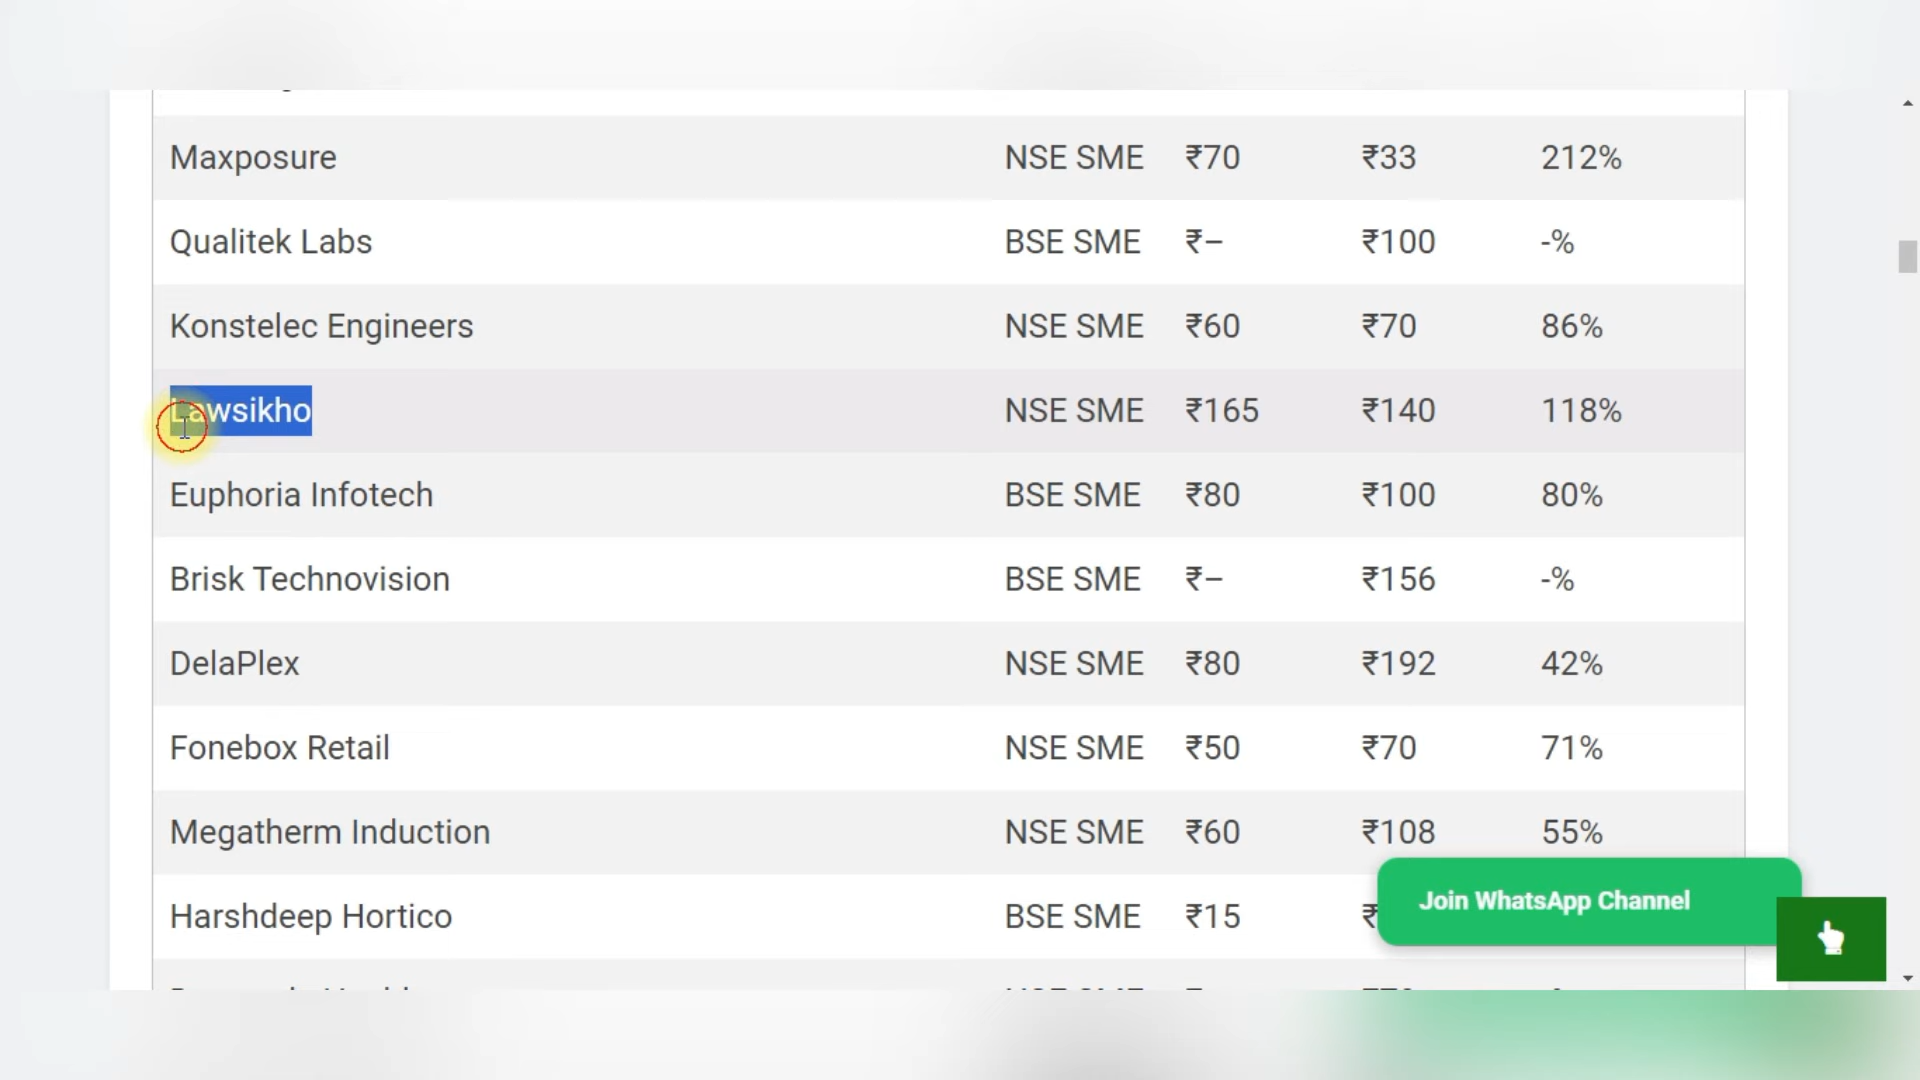 Maxposure NSE SME ₹70 ₹33 212%
Qualitek Labs BSE SME ₹– ₹100 -%
Konstelec Engineers NSE SME ₹60 ₹70 86%
Lawsikho NSE SME ₹165 ₹140 118%
Euphoria Infotech BSE SME ₹80 ₹100 80%
Brisk Technovision BSE SME ₹– ₹156 -%
DelaPlex NSE SME ₹80 ₹192 42%
Fonebox Retail NSE SME ₹50 ₹70 71%
Megatherm Induction NSE SME ₹60 ₹108 55%
Harshdeep Hortico BSE SME ₹15 ₹
Join WhatsApp Channel